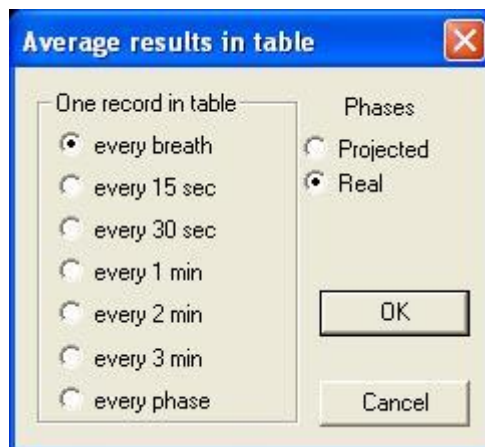 Average results in table
One record in table
every breath
every 15 sec
every 30 sec
every 1 min
every 2 min
every 3 min
every phase
Phases
Projected
Real
OK
Cancel